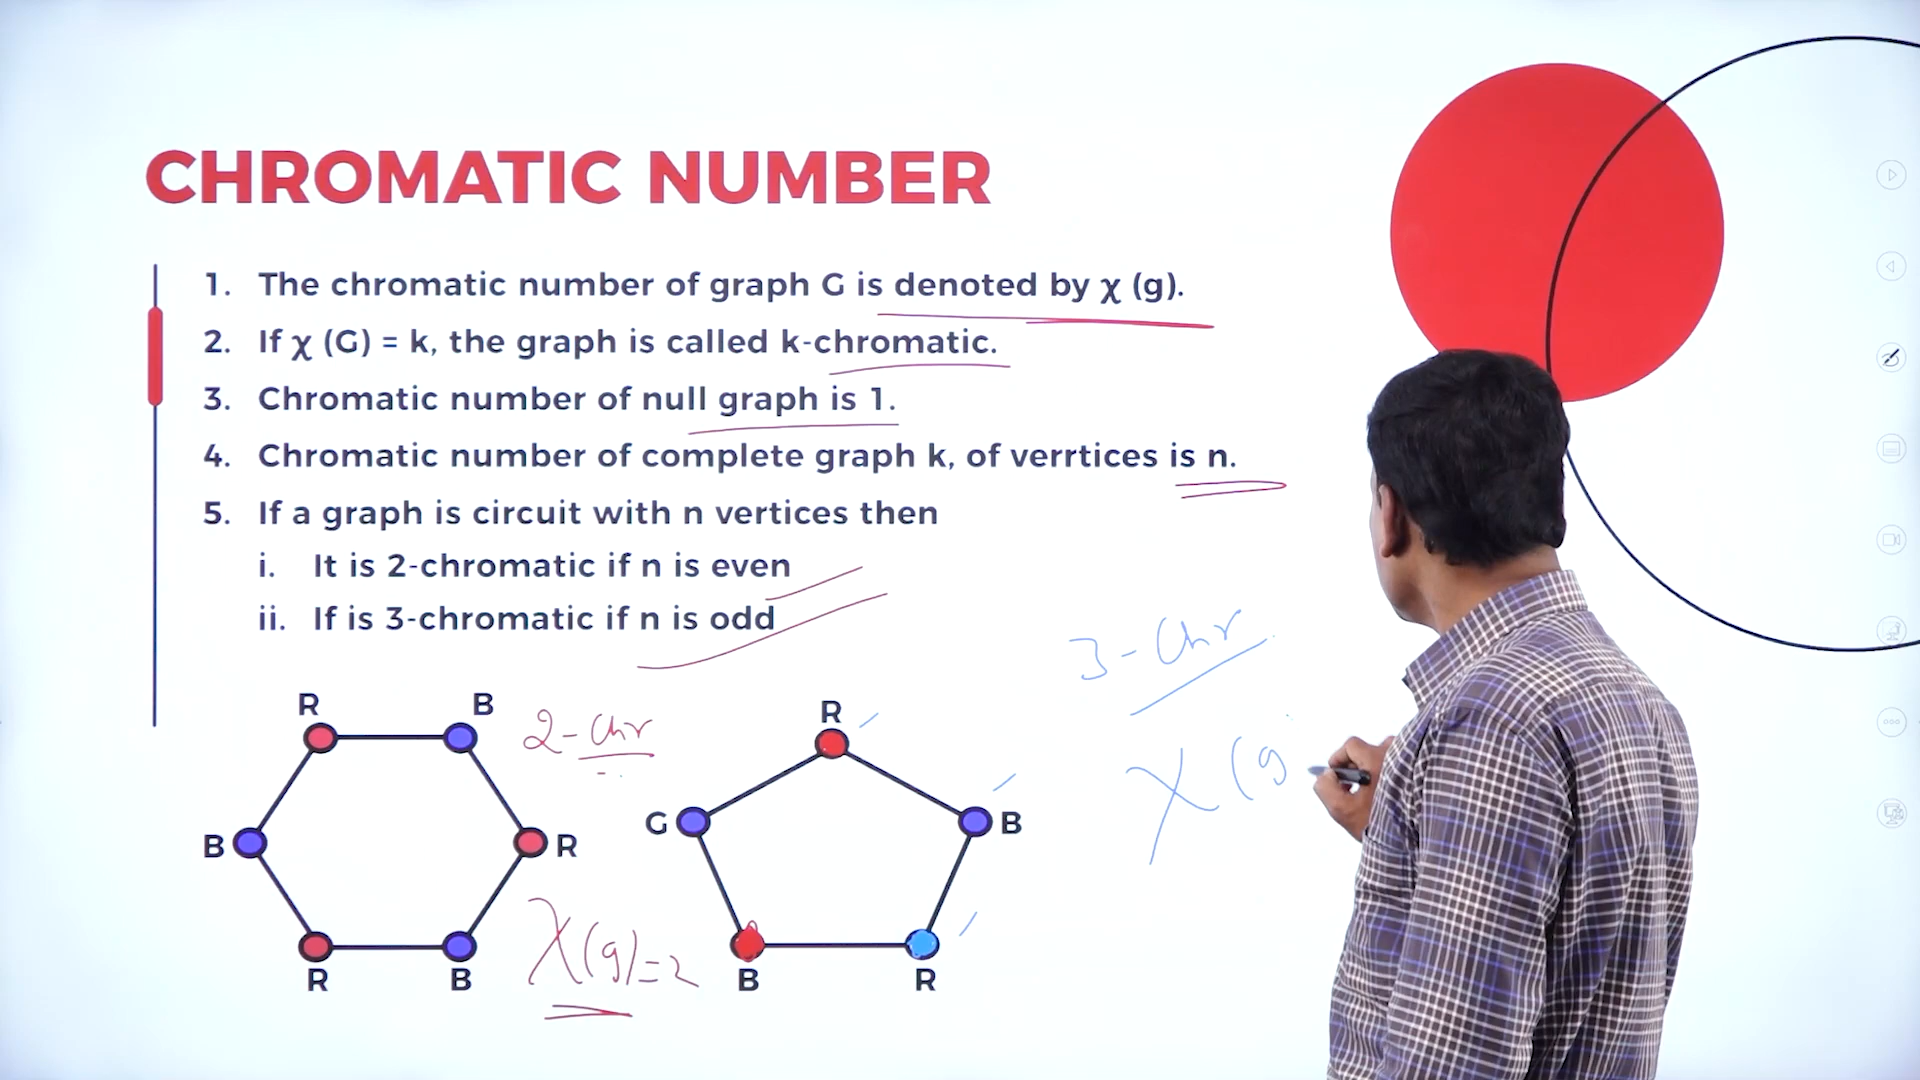 CHROMATIC NUMBER
1. The chromatic number of graph G is denoted by χ (g).
2. If χ (G) = k, the graph is called k-chromatic.
3. Chromatic number of null graph is 1.
4. Chromatic number of complete graph k, of verrtices is n.
5. If a graph is circuit with n vertices then
i. It is 2-chromatic if n is even
ii. If is 3-chromatic if n is odd
3-Chr
R B
2-Chr
R
χ (g
B R
G B
χ(g)=2
R B
B R